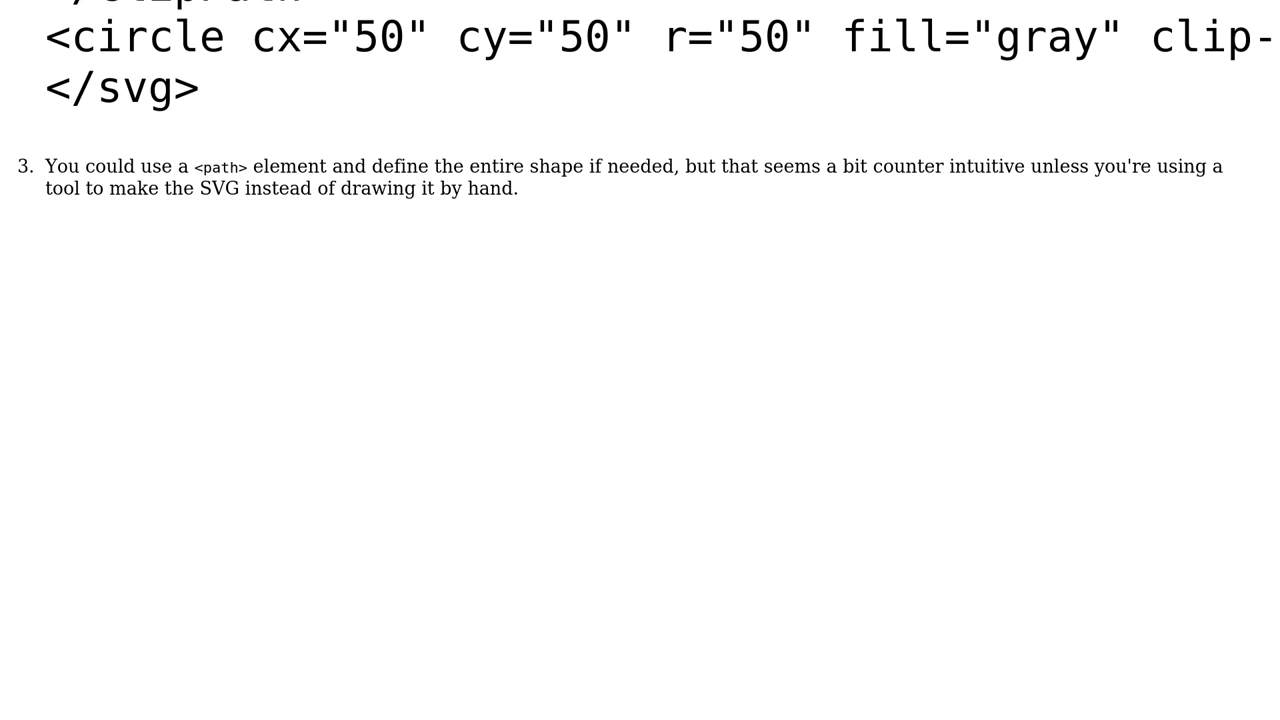 <circle cx="50" cy="50" r="50" fill="gray" clip-
</svg>
3. You could use a <path> element and define the entire shape if needed, but that seems a bit counter intuitive unless you're using a
tool to make the SVG instead of drawing it by hand.